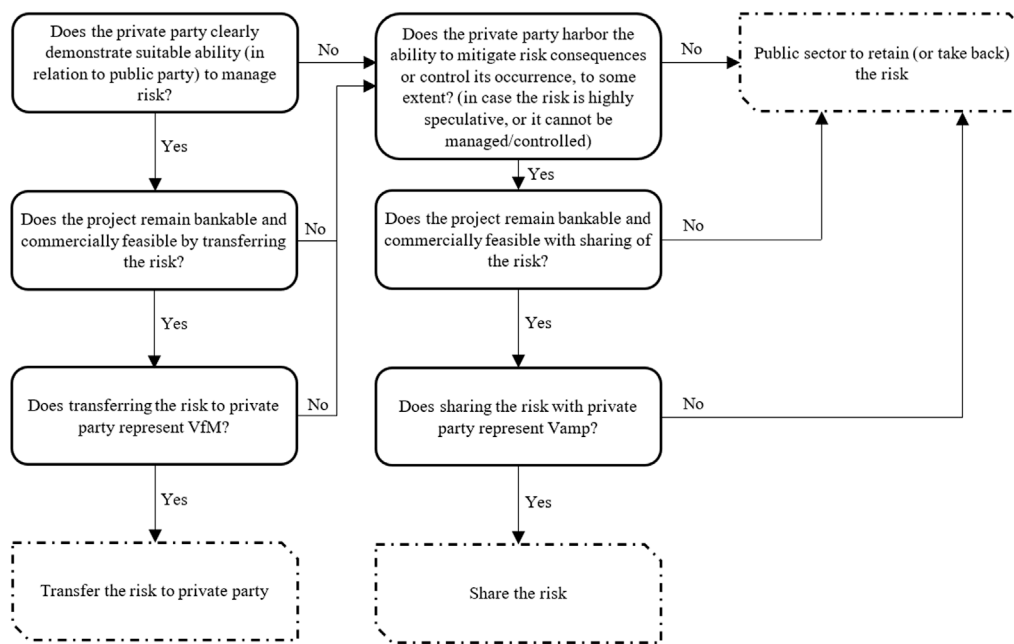 Does the private party clearly
demonstrate suitable ability (in
relation to public party) to manage
risk?
No
Yes
Does the project remain bankable and
commercially feasible by transferring
the risk?
No
Yes
Does transferring the risk to private
party represent VfM?
No
Yes
Transfer the risk to private party
Does the private party harbor the
ability to mitigate risk consequences
or control its occurrence, to some
extent? (in case the risk is highly
speculative, or it cannot be
managed/controlled)
No
Yes
Does the project remain bankable and
commercially feasible with sharing of
the risk?
No
Yes
Does sharing the risk with private
party represent Vamp?
No
Yes
Share the risk
Public sector to retain (or take back)
the risk